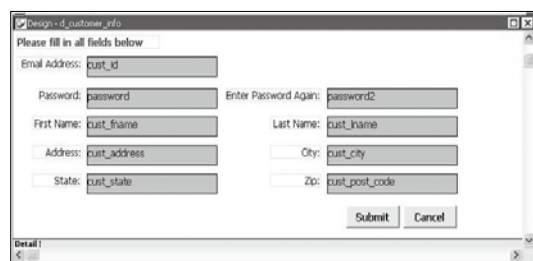 Design - d_customer_info
Please fill in all fields below
Email Address: cust_id
Password: password Enter Password Again: password2
First Name: cust_fname Last Name: cust_lname
Address: cust_address City: cust_city
State: cust_state Zip: cust_post_code
Submit Cancel
Detail ↑